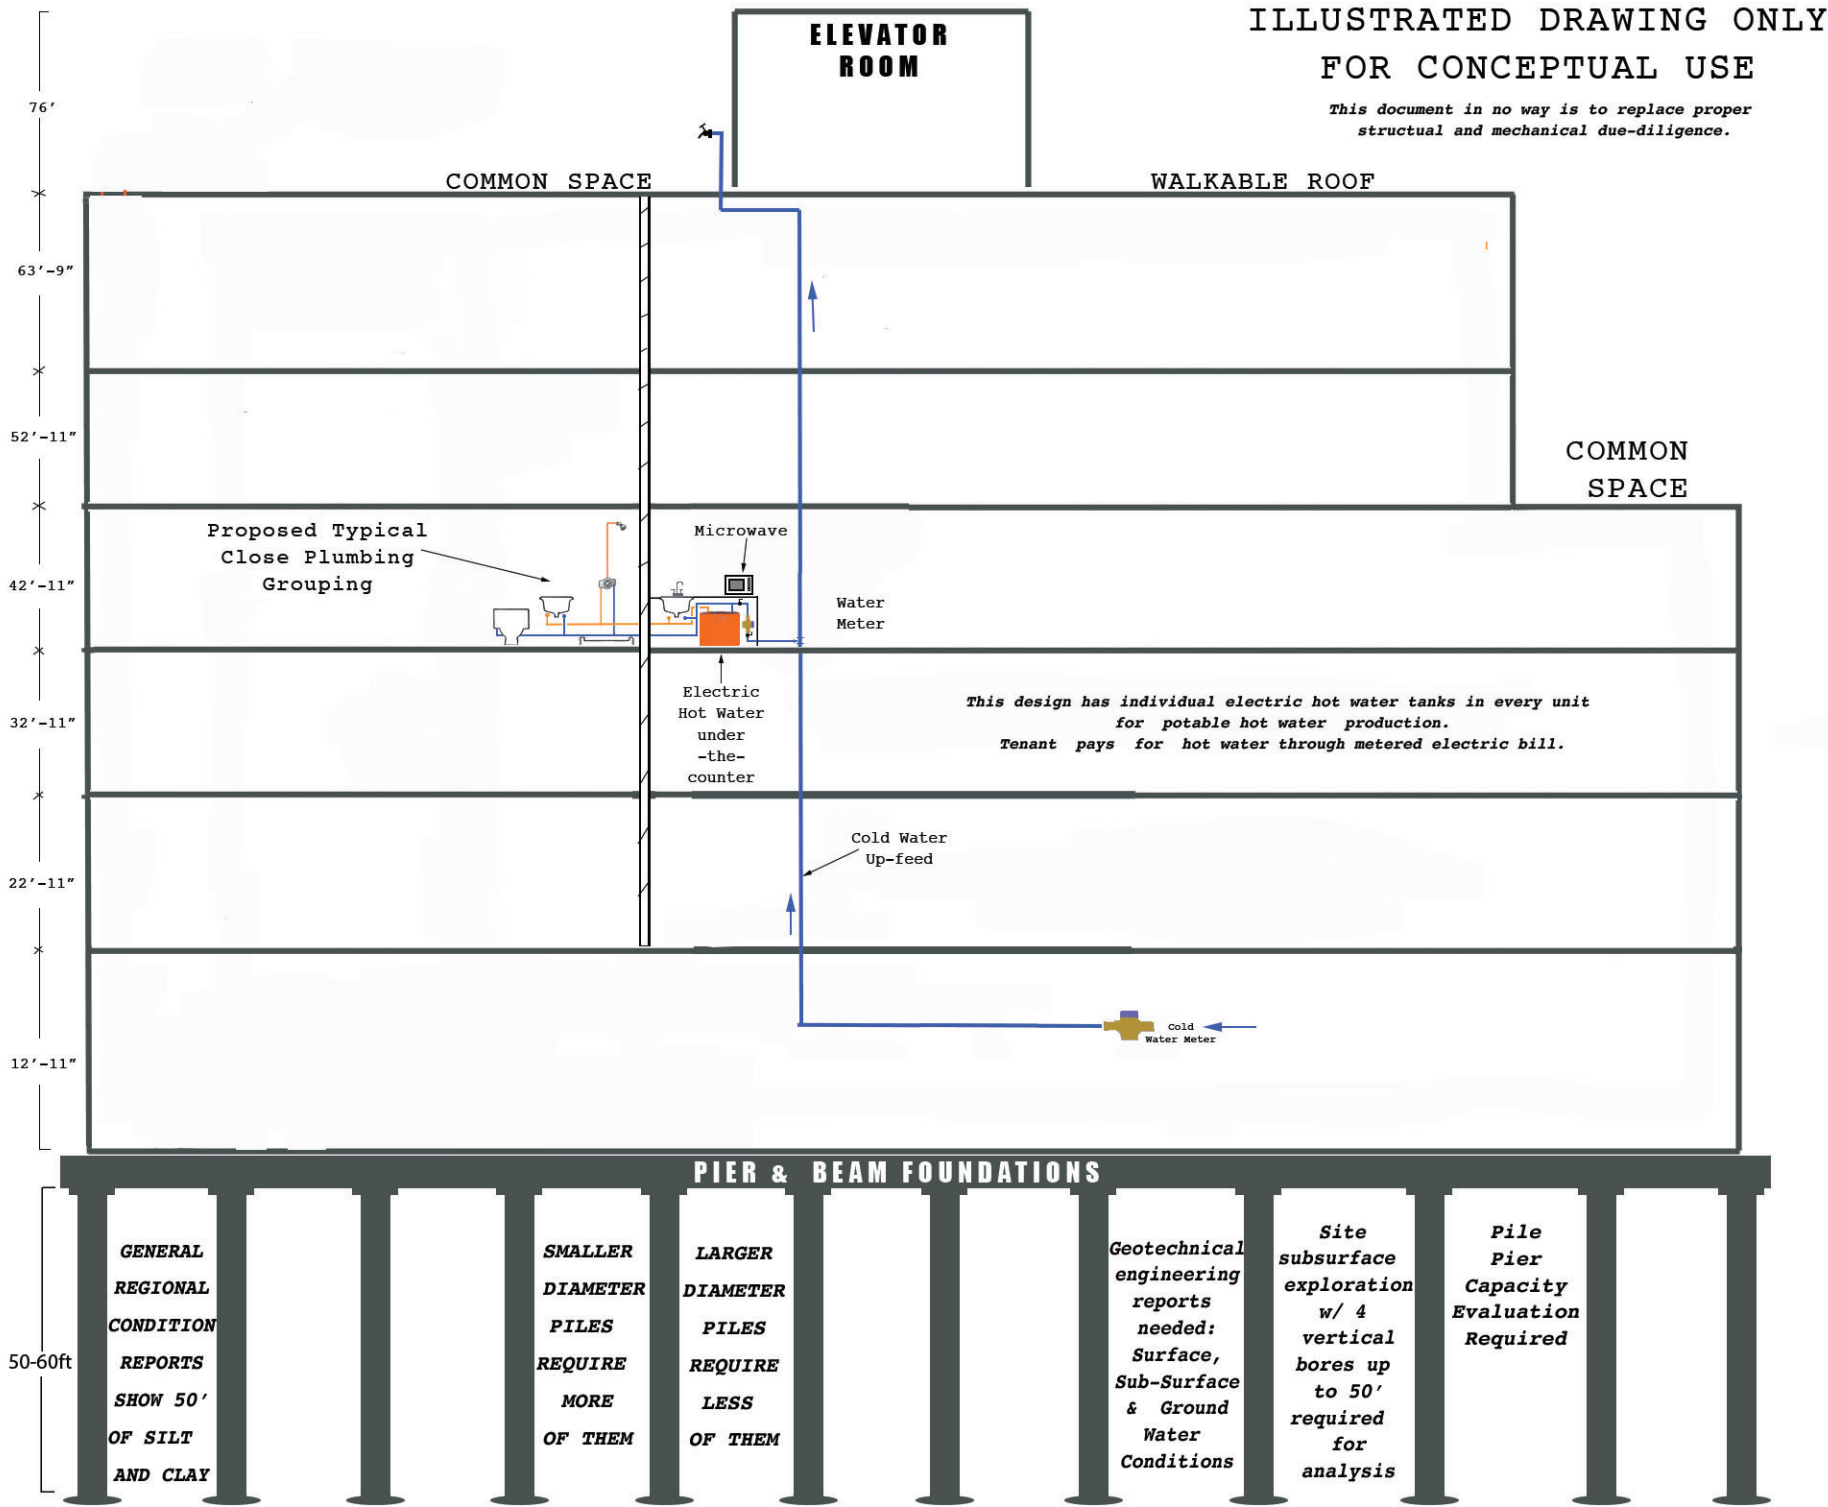 ELEVATOR
ROOM
ILLUSTRATED DRAWING ONLY
FOR CONCEPTUAL USE
This document in no way is to replace proper
structual and mechanical due-diligence.
76'
COMMON SPACE
WALKABLE ROOF
63'-9"
52'-11"
COMMON
SPACE
Proposed Typical
Close Plumbing
Grouping
Microwave
42'-11"
Water
Meter
Electric
Hot Water
under
-the-
counter
This design has individual electric hot water tanks in every unit
for potable hot water production.
Tenant pays for hot water through metered electric bill.
32'-11"
Cold Water
Up-feed
22'-11"
Cold
Water Meter
12'-11"
PIER & BEAM FOUNDATIONS
50-60ft
GENERAL
REGIONAL
CONDITION
REPORTS
SHOW 50'
OF SILT
AND CLAY
SMALLER
DIAMETER
PILES
REQUIRE
MORE
OF THEM
LARGER
DIAMETER
PILES
REQUIRE
LESS
OF THEM
Geotechnical
engineering
reports
needed:
Surface,
Sub-Surface
& Ground
Water
Conditions
Site
subsurface
exploration
w/ 4
vertical
bores up
to 50'
required
for
analysis
Pile
Pier
Capacity
Evaluation
Required